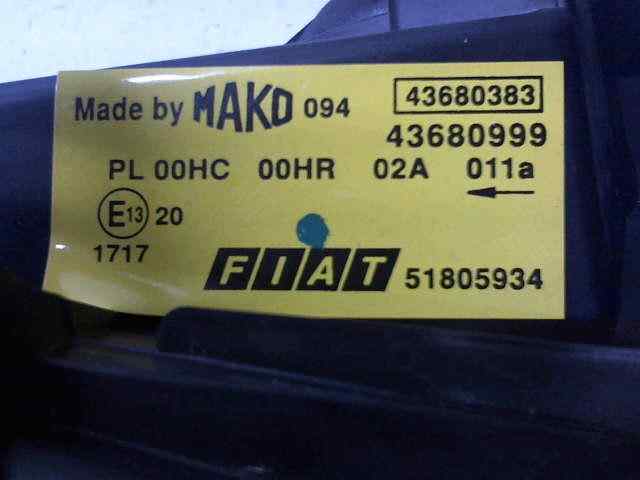 Made by MAKO 094 43680383
43680999
PL 00HC 00HR 02A 011a
E13 20
1717
FIAT 51805934